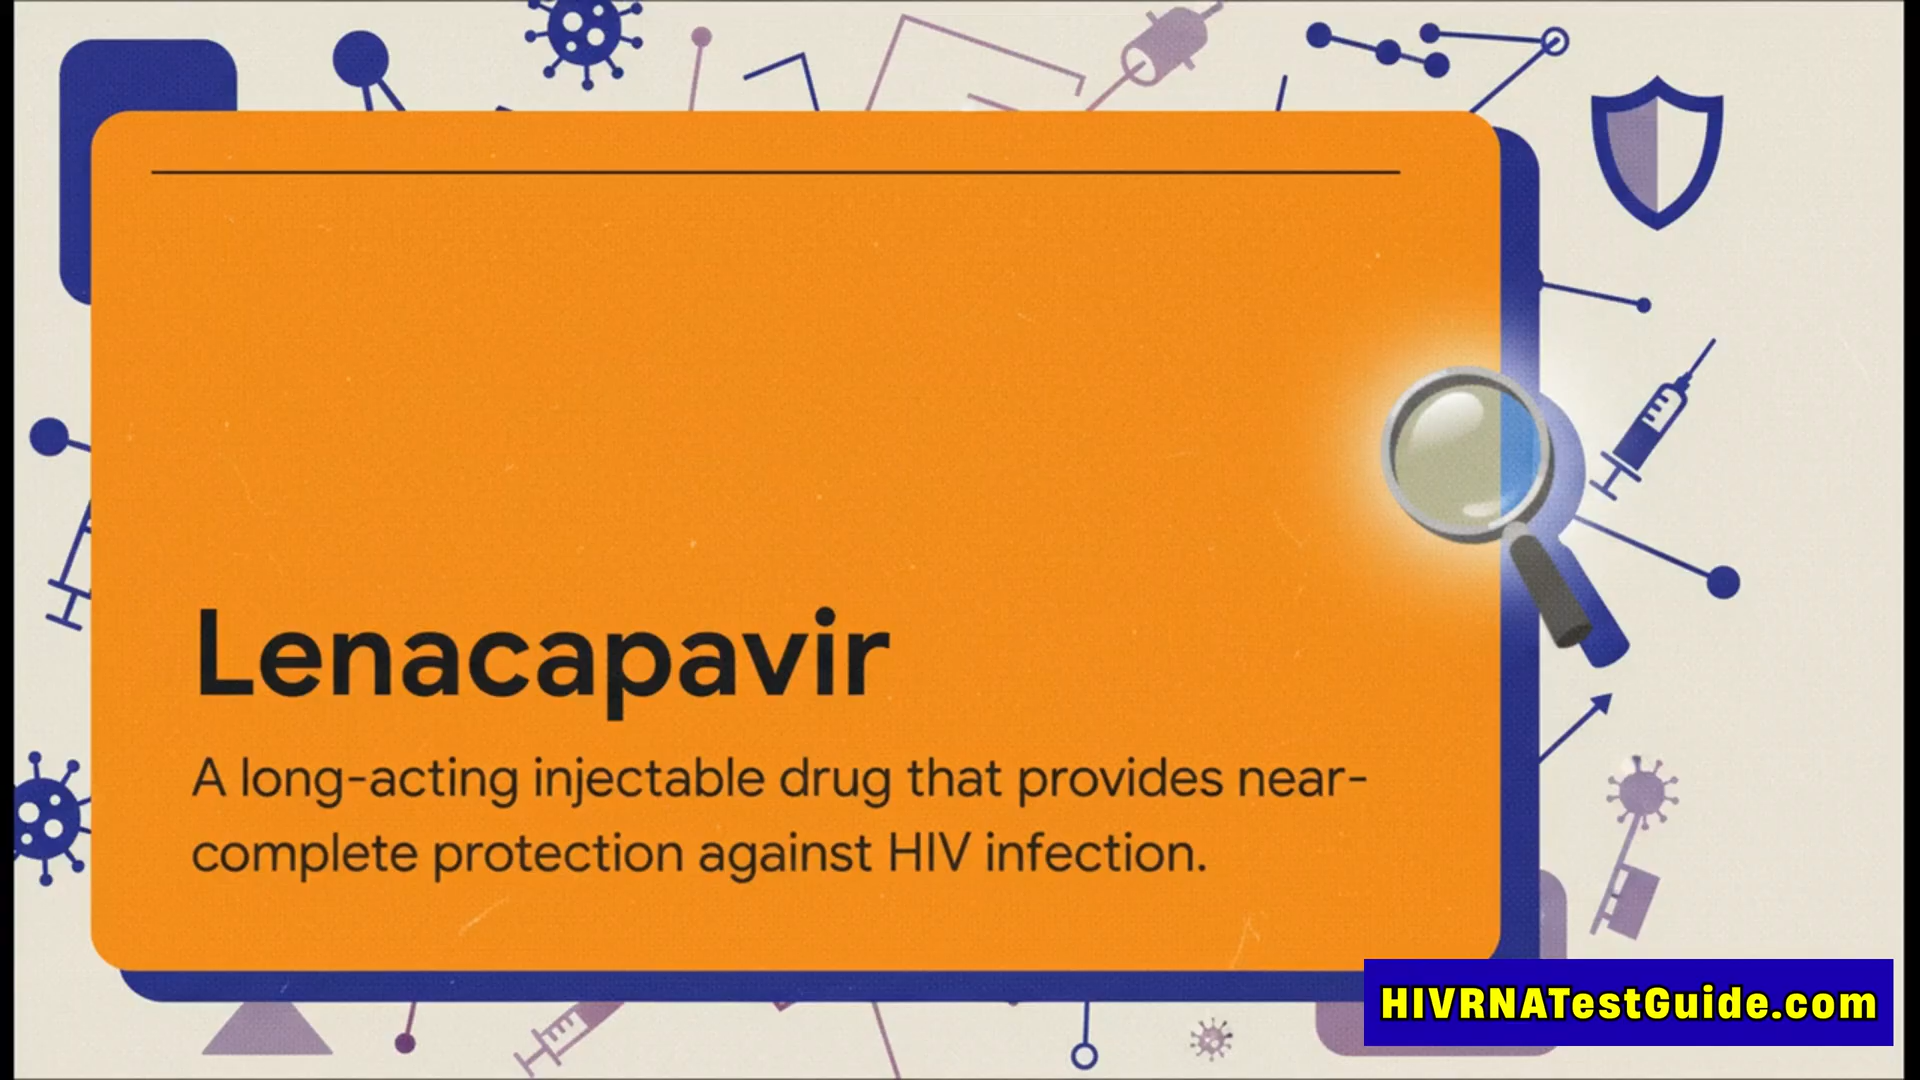 Lenacapavir
A long-acting injectable drug that provides near-
complete protection against HIV infection.
HIVRNATestGuide.com